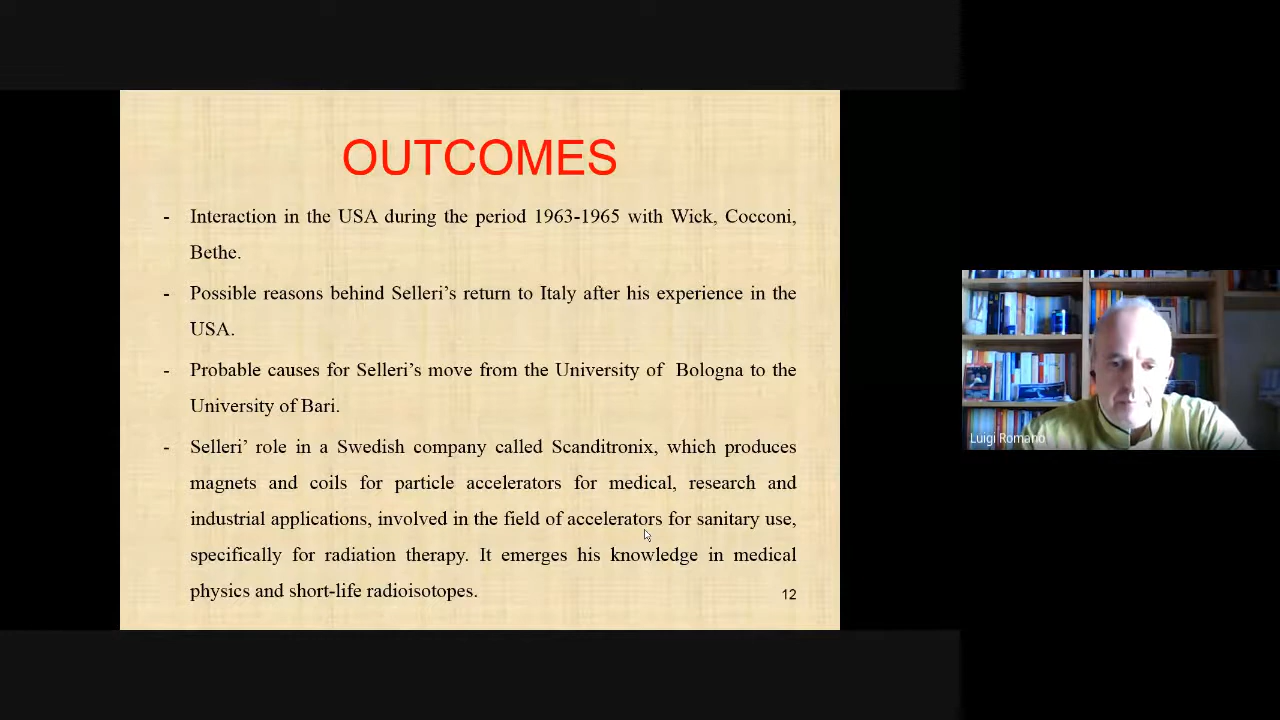 OUTCOMES
- Interaction in the USA during the period 1963-1965 with Wick, Cocconi,
Bethe.
- Possible reasons behind Selleri's return to Italy after his experience in the
USA.
- Probable causes for Selleri's move from the University of Bologna to the
University of Bari.
- Selleri' role in a Swedish company called Scanditronix, which produces
magnets and coils for particle accelerators for medical, research and
industrial applications, involved in the field of accelerators for sanitary use,
specifically for radiation therapy. It emerges his knowledge in medical
physics and short-life radioisotopes.
12
Luigi Romano